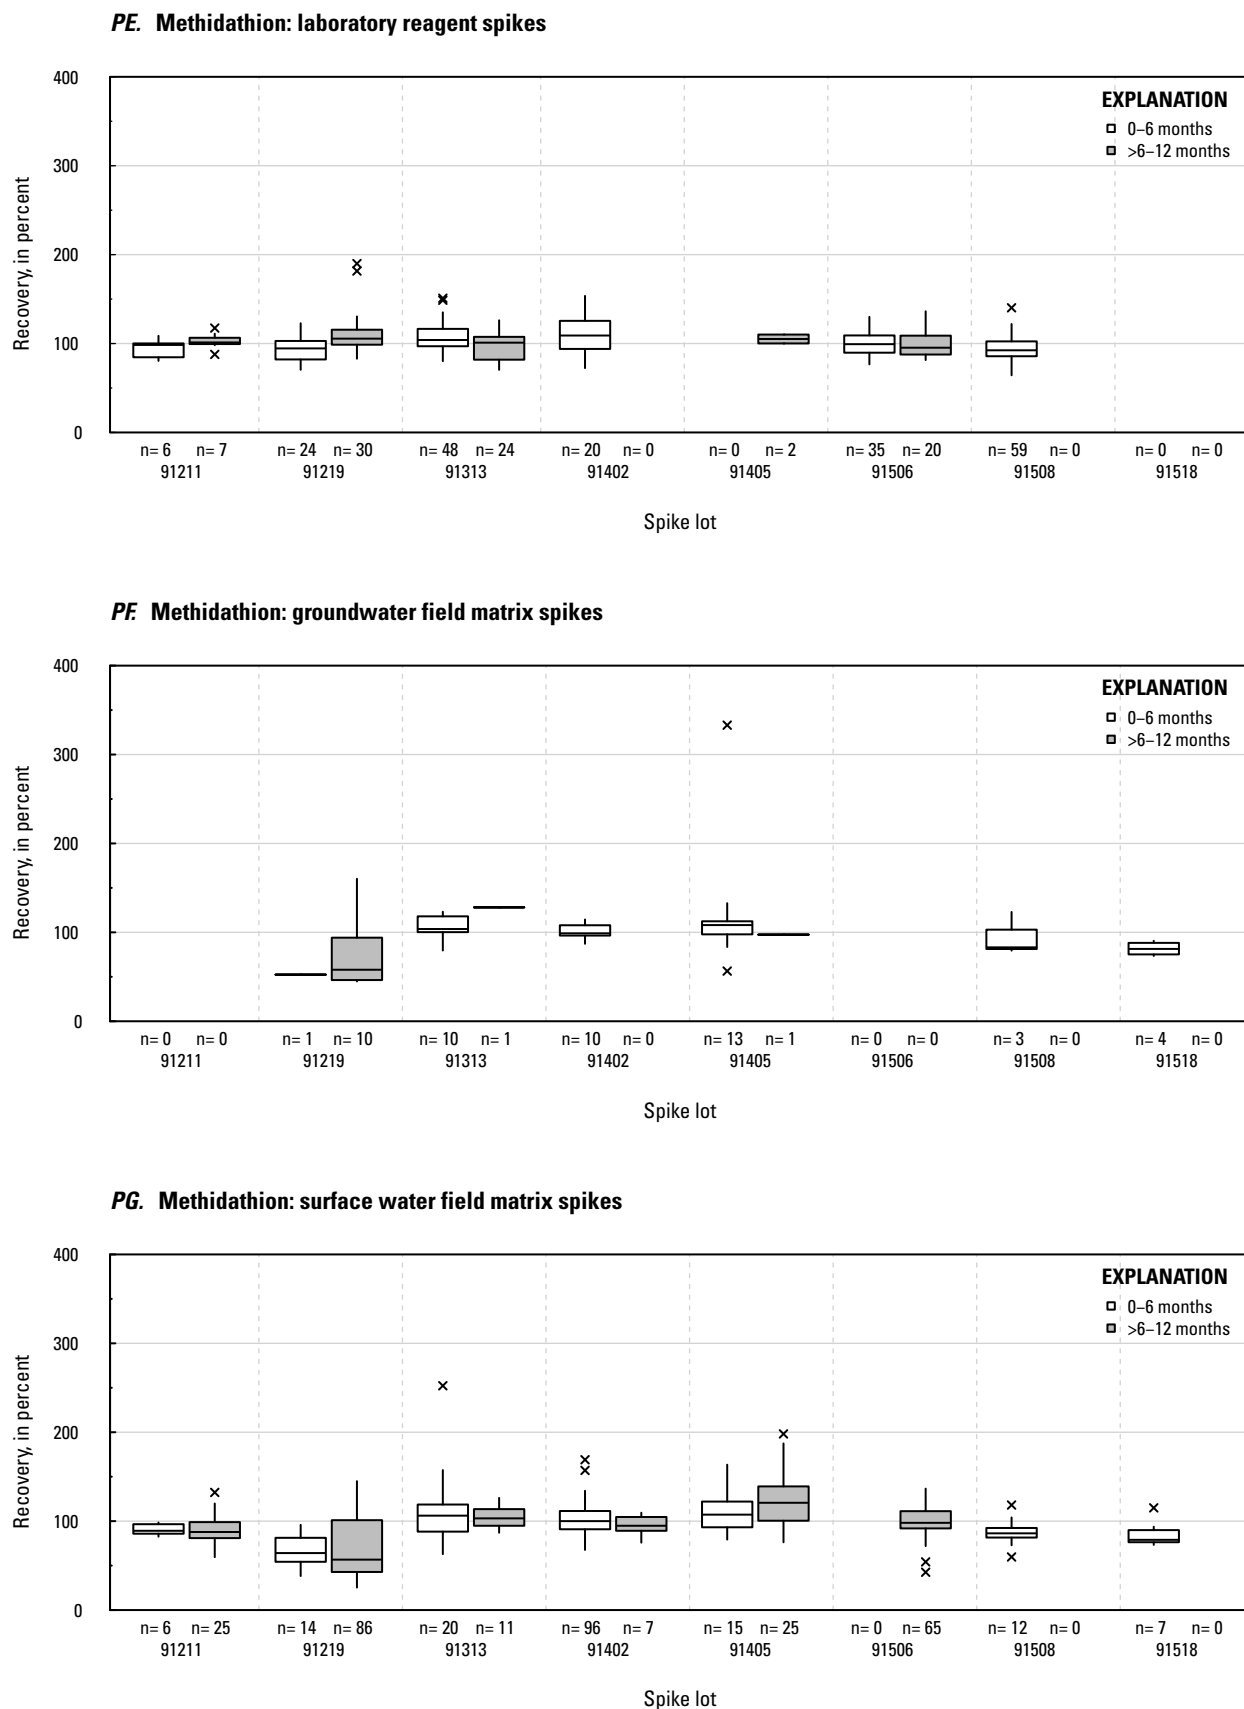 PE. Methidathion: laboratory reagent spikes
400
300
200
100
0
Recovery, in percent
EXPLANATION
0–6 months
>6–12 months
n= 6 n= 7 n= 24 n= 30 n= 48 n= 24 n= 20 n= 0 n= 0 n= 2 n= 35 n= 20 n= 59 n= 0 n= 0 n= 0
91211 91219 91313 91402 91405 91506 91508 91518
Spike lot
PF. Methidathion: groundwater field matrix spikes
400
300
200
100
0
Recovery, in percent
EXPLANATION
0–6 months
>6–12 months
n= 0 n= 0 n= 1 n= 10 n= 10 n= 1 n= 10 n= 0 n= 13 n= 1 n= 0 n= 0 n= 3 n= 0 n= 4 n= 0
91211 91219 91313 91402 91405 91506 91508 91518
Spike lot
PG. Methidathion: surface water field matrix spikes
400
300
200
100
0
Recovery, in percent
EXPLANATION
0–6 months
>6–12 months
n= 6 n= 25 n= 14 n= 86 n= 20 n= 11 n= 96 n= 7 n= 15 n= 25 n= 0 n= 65 n= 12 n= 0 n= 7 n= 0
91211 91219 91313 91402 91405 91506 91508 91518
Spike lot